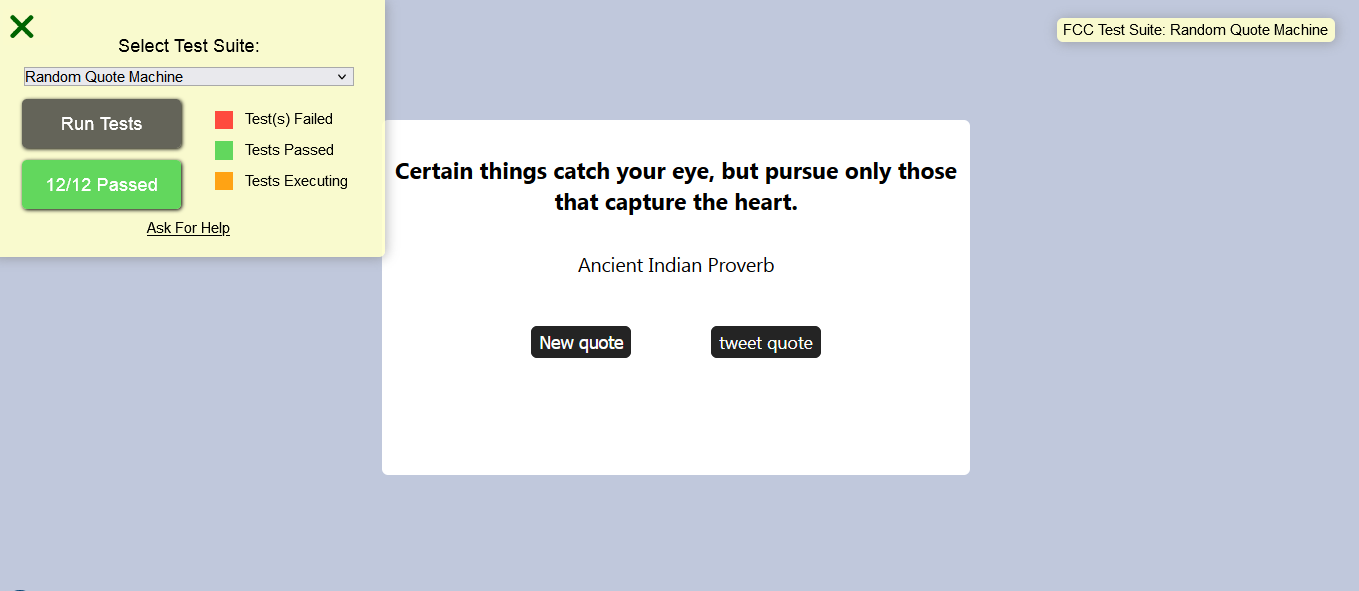 Select Test Suite:
Random Quote Machine
Run Tests
12/12 Passed
Test(s) Failed
Tests Passed
Tests Executing
Ask For Help
FCC Test Suite: Random Quote Machine
Certain things catch your eye, but pursue only those
that capture the heart.
Ancient Indian Proverb
New quote
tweet quote